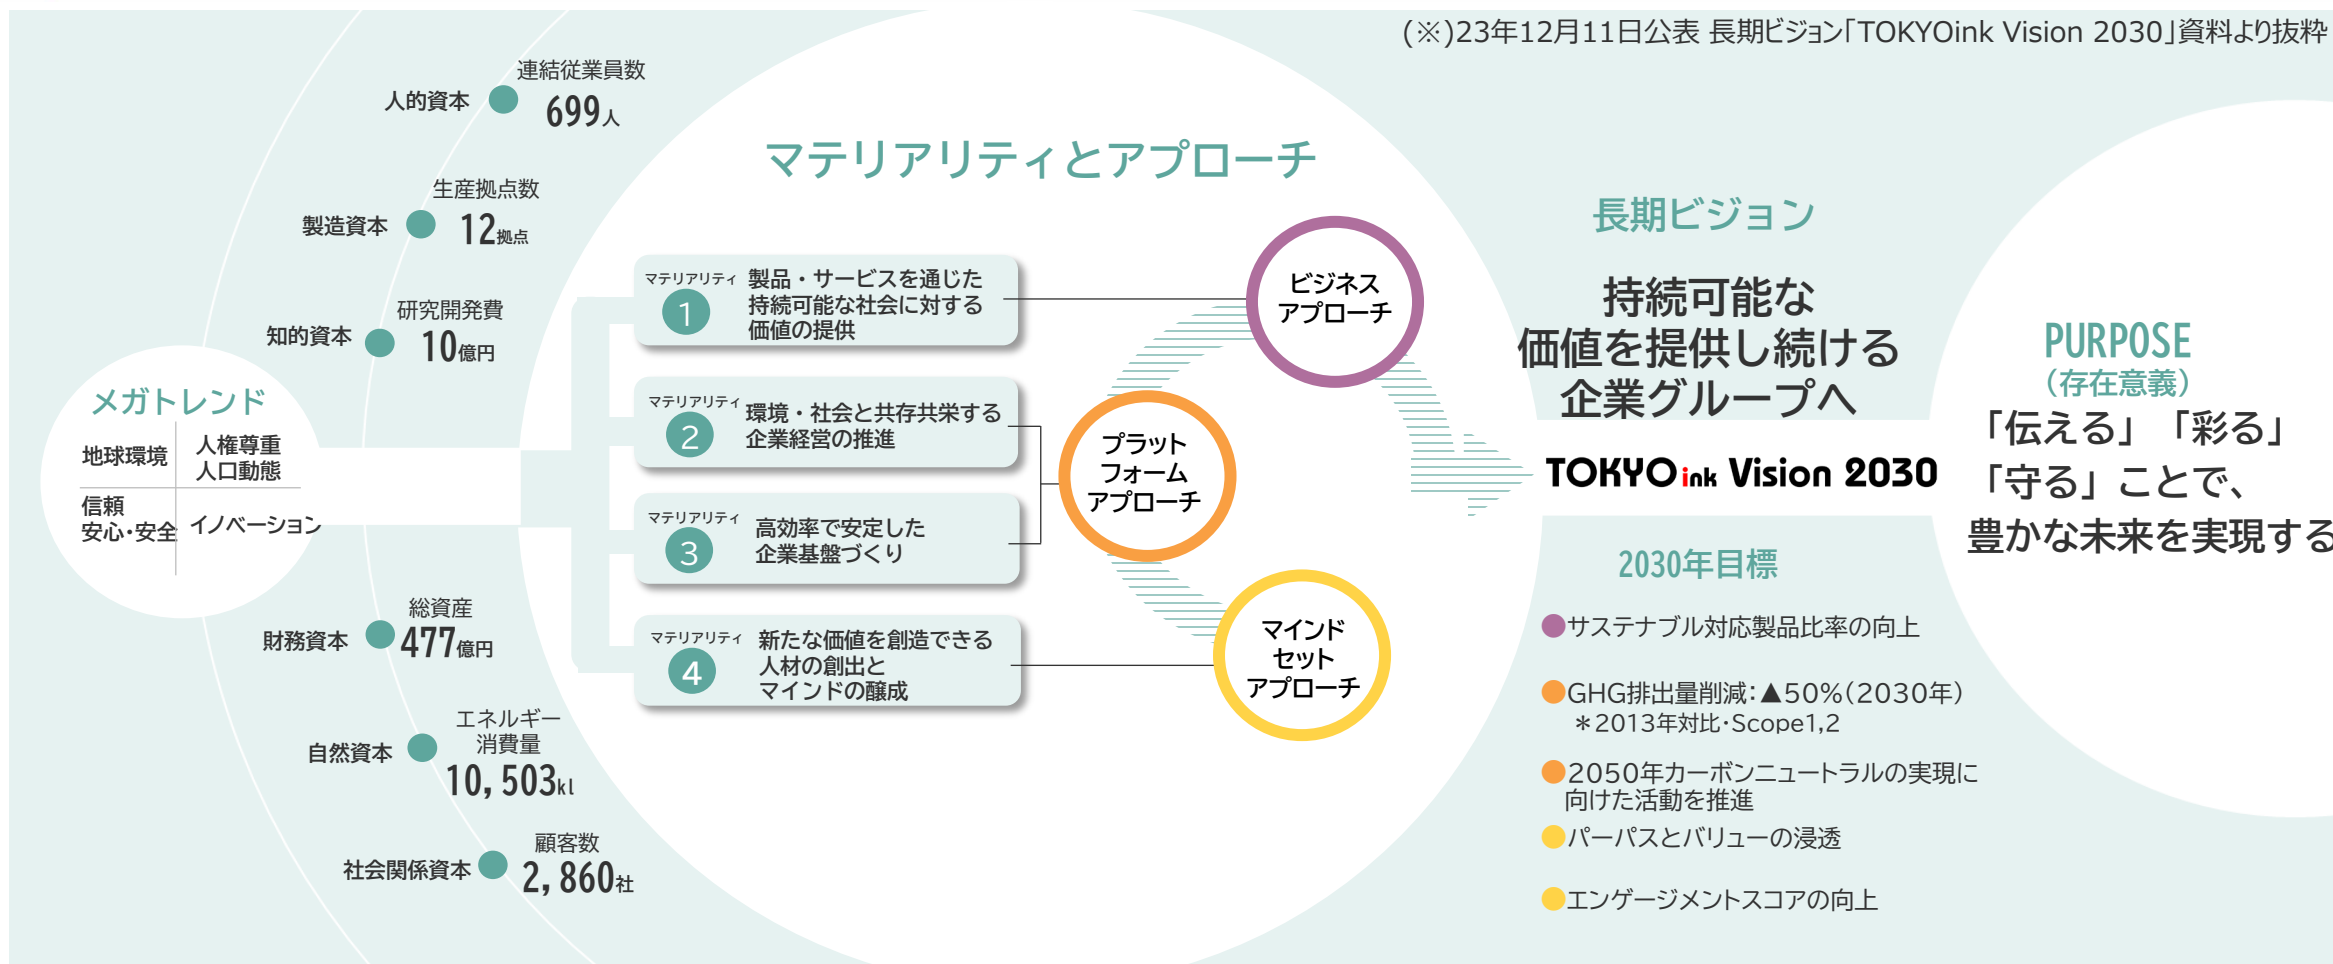 (※)23年12月11日公表 長期ビジョン「TOKYOink Vision 2030」資料より抜粋
人的資本
連結従業員数
699人
製造資本
生産拠点数
12拠点
知的資本
研究開発費
10億円
メガトレンド
地球環境
人権尊重
人口動態
信頼
安心・安全
イノベーション
財務資本
総資産
477億円
自然資本
エネルギー
消費量
10,503kl
社会関係資本
顧客数
2,860社
マテリアリティとアプローチ
マテリアリティ
1
製品・サービスを通じた
持続可能な社会に対する
価値の提供
マテリアリティ
2
環境・社会と共存共栄する
企業経営の推進
マテリアリティ
3
高効率で安定した
企業基盤づくり
マテリアリティ
4
新たな価値を創造できる
人材の創出と
マインドの醸成
ビジネス
アプローチ
プラット
フォーム
アプローチ
マインド
セット
アプローチ
長期ビジョン
持続可能な
価値を提供し続ける
企業グループへ
TOKYOink Vision 2030
2030年目標
サステナブル対応製品比率の向上
GHG排出量削減:▲50%(2030年)
＊2013年対比・Scope1,2
2050年カーボンニュートラルの実現に
向けた活動を推進
パーパスとバリューの浸透
エンゲージメントスコアの向上
PURPOSE
（存在意義）
「伝える」「彩る」
「守る」ことで、
豊かな未来を実現する